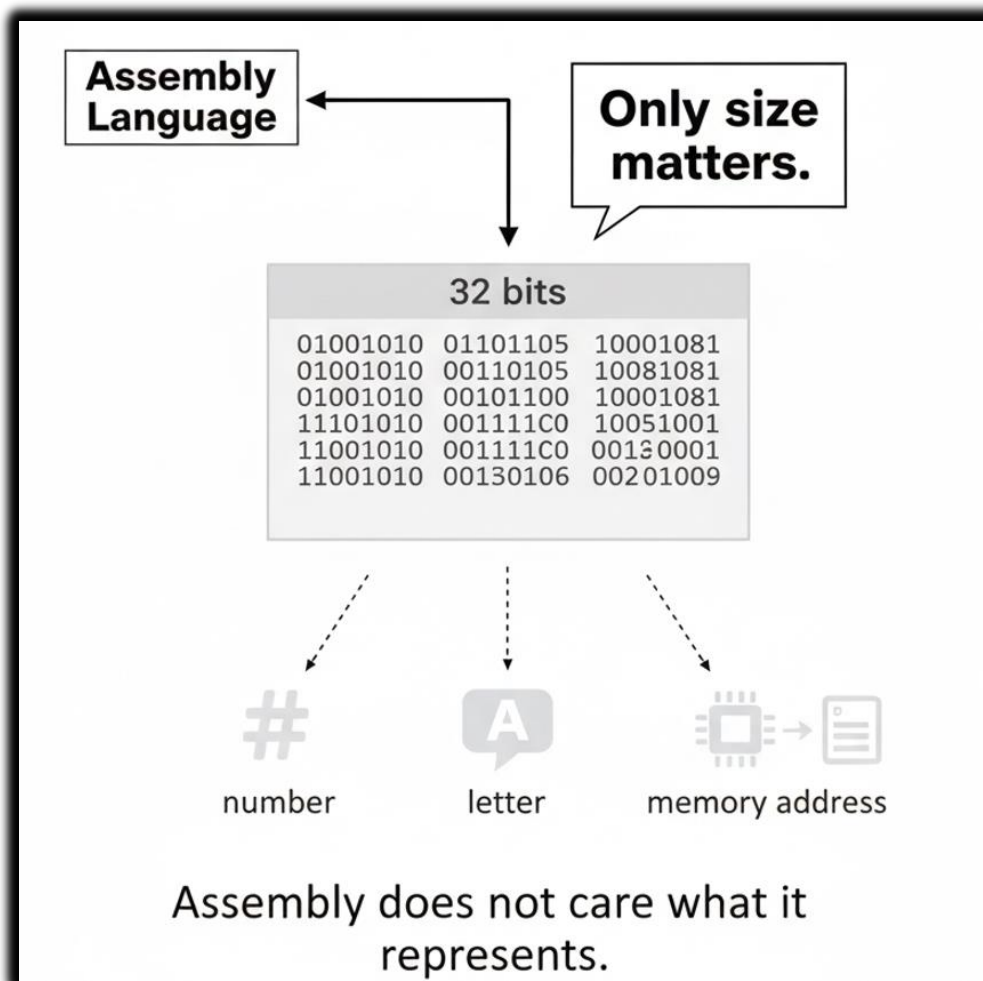 Assembly
Language
Only size
matters.
32 bits
01001010 01101105 10001081
01001010 00110105 10081081
01001010 00101100 10001081
11101010 001111C0 10051001
11001010 001111C0
11001010 00130106 00201009
#
A
number
letter
memory address
Assembly does not care what it
represents.